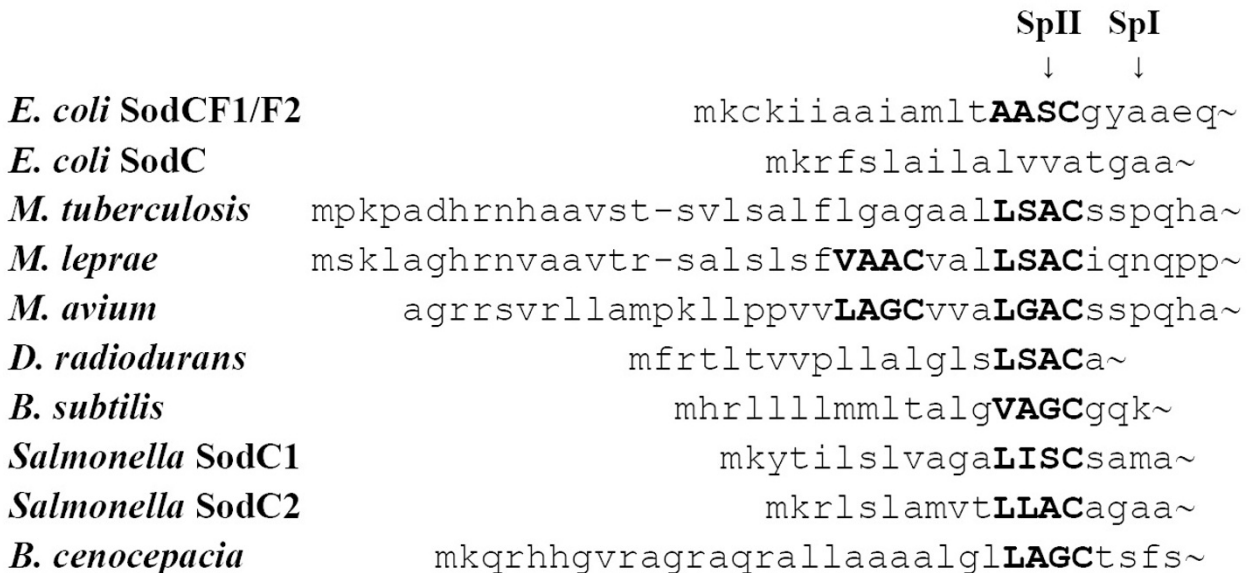 SpII SpI
↓ ↓
E. coli SodCF1/F2 mkckiiaaiamltAASCgyaaeq~
E. coli SodC mkrfslailalvvatgaa~
M. tuberculosis mpkpadhrnhaavst-svlsalflgagaalLSACsspqha~
M. leprae msklaghrnvaavtr-salslsfVAACvalLSACiqnqpp~
M. avium agrrsvrllampkllppvvLAGCvvaLGACsspqha~
D. radiodurans mfrtltvvpllalglsLSACa~
B. subtilis mhrllllmmltalgVAGCgqk~
Salmonella SodC1 mkytilslvagaLISCsama~
Salmonella SodC2 mkrlslamvtLLACagaa~
B. cenocepacia mkqrhhgvragraqrallaaaalglLAGCtsfs~